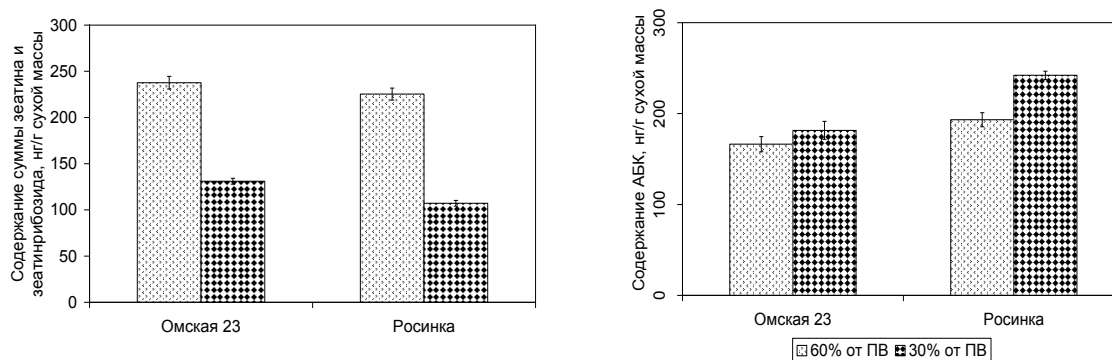 Содержание суммы зеатина и
зеатинрибозида, нг/г сухой массы
300
250
200
150
100
50
0
Омская 23
Росинка
Содержание АБК, нг/г сухой массы
300
200
100
0
Омская 23
Росинка
60% от ПВ
30% от ПВ